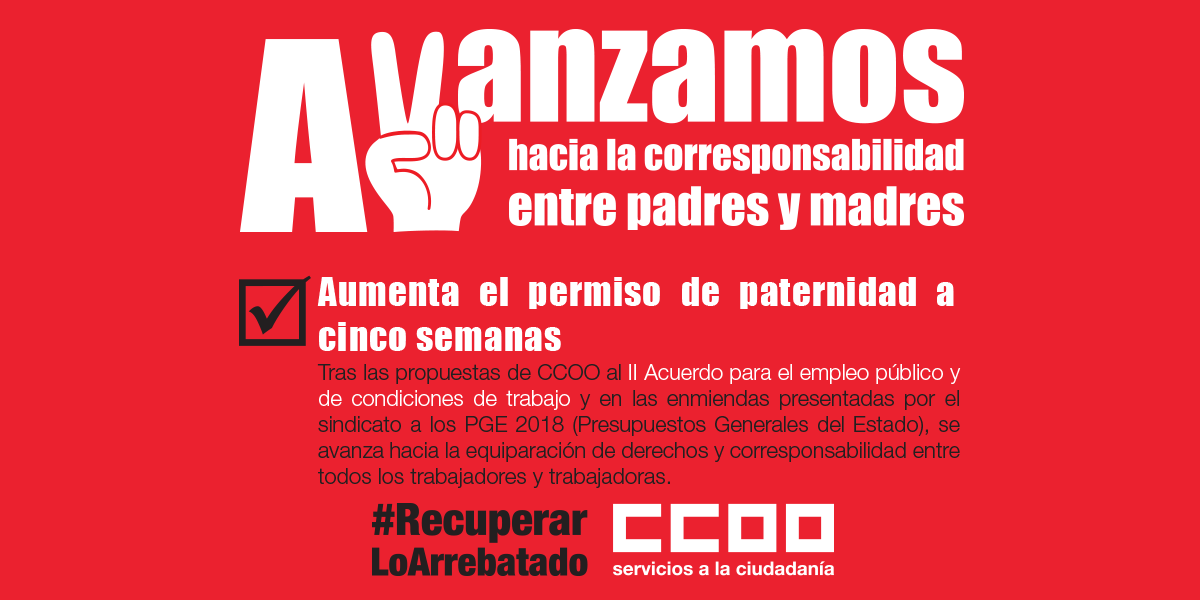 Avanzamos
hacia la corresponsabilidad
entre padres y madres
Aumenta el permiso de paternidad a
cinco semanas
Tras las propuestas de CCOO al II Acuerdo para el empleo público y
de condiciones de trabajo y en las enmiendas presentadas por el
sindicato a los PGE 2018 (Presupuestos Generales del Estado), se
avanza hacia la equiparación de derechos y corresponsabilidad entre
todos los trabajadores y trabajadoras.
#Recuperar
LoArrebatado
CCOO
servicios a la ciudadanía